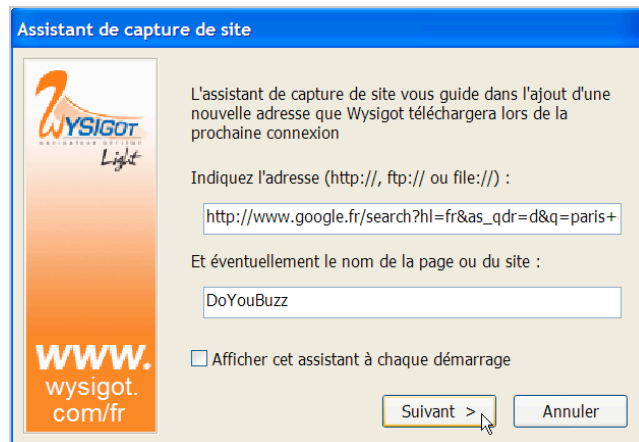 Assistant de capture de site
WYSIGOT
Light
L'assistant de capture de site vous guide dans l'ajout d'une
nouvelle adresse que Wysigot téléchargera lors de la
prochaine connexion
Indiquez l'adresse (http://, ftp:// ou file://) :
http://www.google.fr/search?hl=fr&as_qdr=d&q=paris+
Et éventuellement le nom de la page ou du site :
DoYouBuzz
Afficher cet assistant à chaque démarrage
www.
wysigot.
com/fr
Suivant >
Annuler